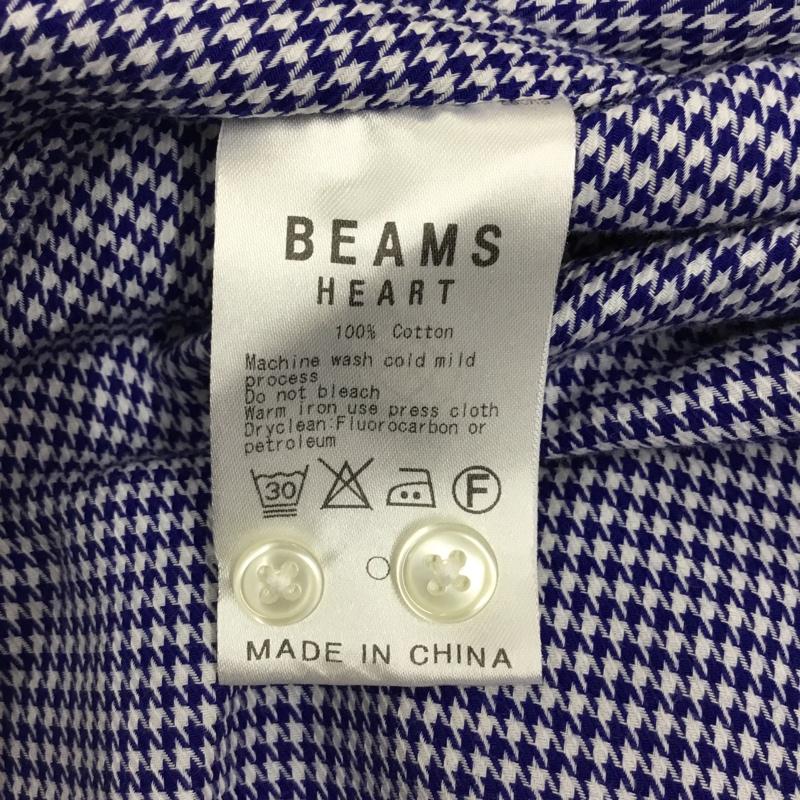 BEAMS
HEART
100% Cotton
Machine wash cold mild
process
Do not bleach
Warm iron use press cloth
Dryclean:Fluorocarbon or
petroleum
30
F
MADE IN CHINA